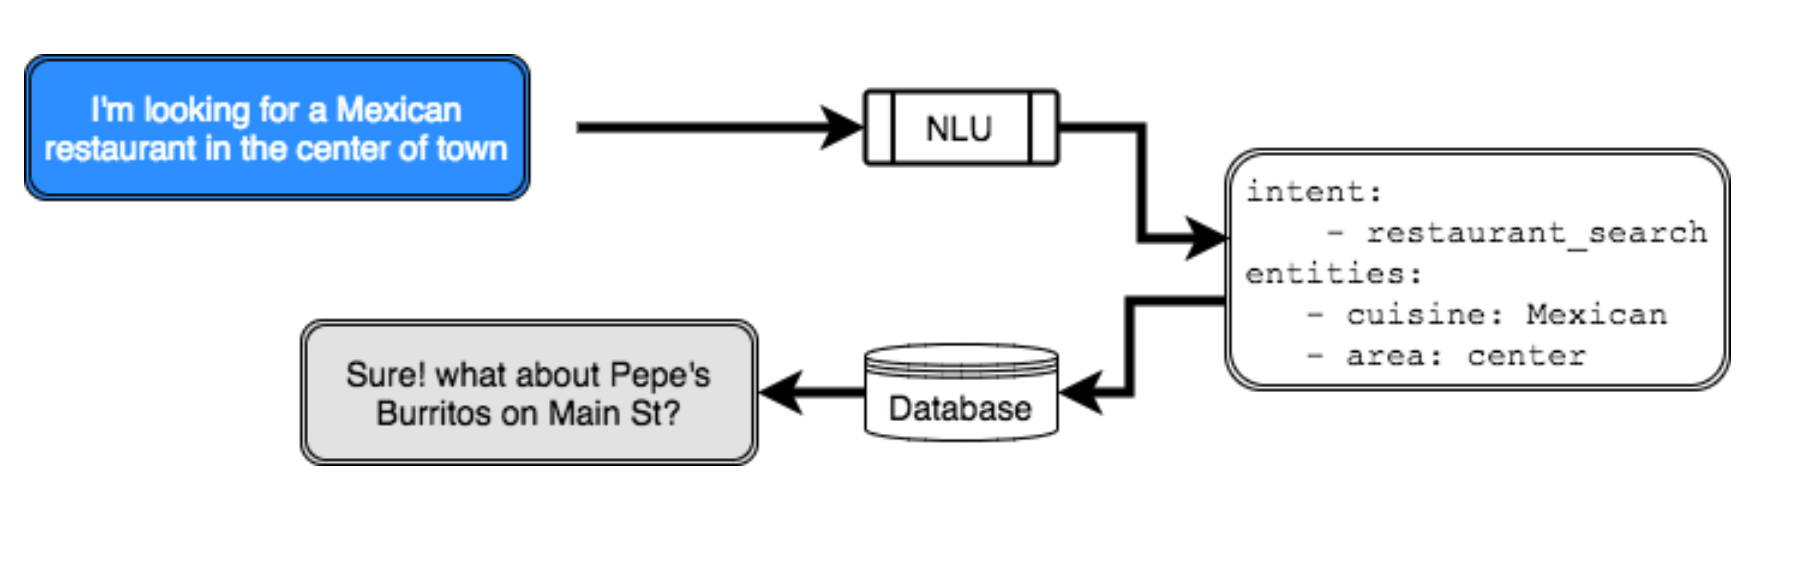 I'm looking for a Mexican
restaurant in the center of town
NLU
intent:
- restaurant_search
entities:
- cuisine: Mexican
- area: center
Database
Sure! what about Pepe's
Burritos on Main St?